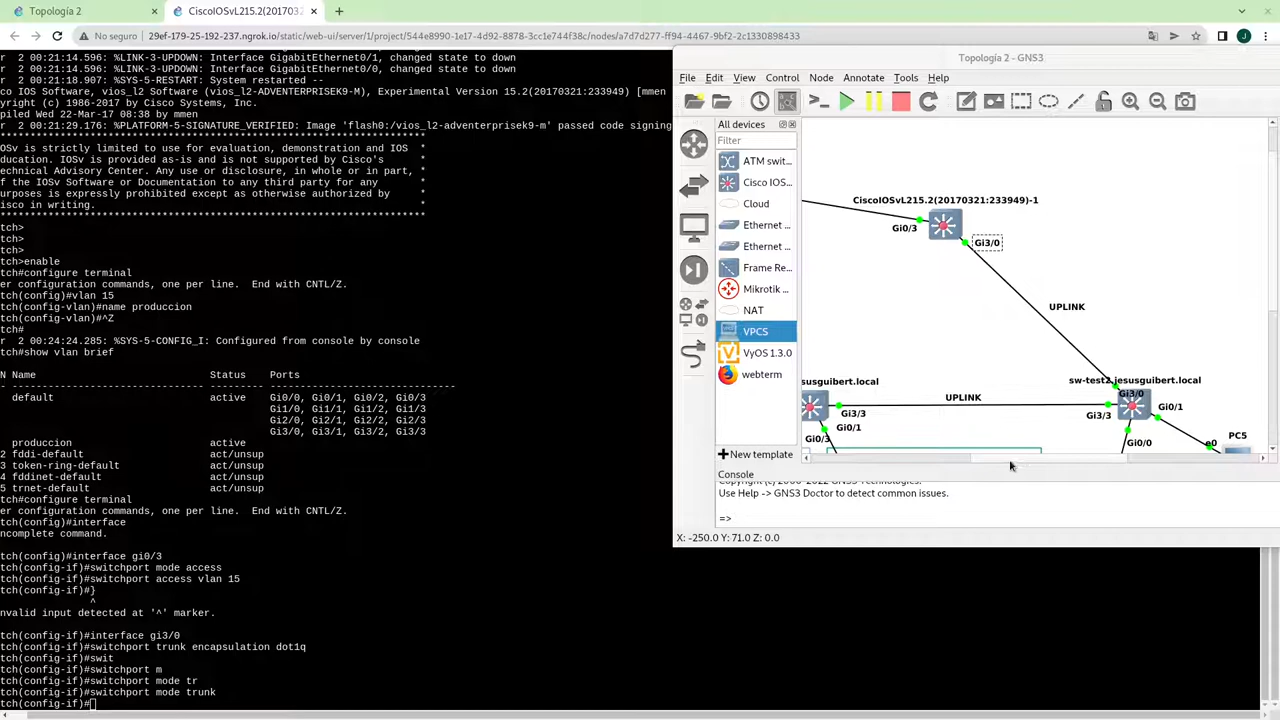 Topología 2
CiscoIOSvL215.2(2017032
No seguro
29ef-179-25-192-237.ngrok.io/static/web-ui/server/1/project/544e8990-1e17-4d92-8878-3cc1e744f38c/nodes/a7d7d277-ff94-4467-9bf2-2c1300898433
r  2 00:21:14.596: %LINK-3-UPDOWN: Interface GigabitEthernet0/1, changed state to down
r  2 00:21:14.596: %LINK-3-UPDOWN: Interface GigabitEthernet0/0, changed state to down
r  2 00:21:18.907: %SYS-5-RESTART: System restarted --
co IOS Software, vios_l2 Software (vios_l2-ADVENTERPRISEK9-M), Experimental Version 15.2(20170321:233949) [mmen
yright (c) 1986-2017 by Cisco Systems, Inc.
piled Wed 22-Mar-17 08:38 by mmen
r  2 00:21:29.176: %PLATFORM-5-SIGNATURE_VERIFIED: Image 'flash0:/vios_l2-adventerprisek9-m' passed code signing
**************************************************************************
OSv is strictly limited to use for evaluation, demonstration and IOS  *
ducation. IOSv is provided as-is and is not supported by Cisco's      *
echnical Advisory Center. Any use or disclosure, in whole or in part, *
f the IOSv Software or Documentation to any third party for any       *
urposes is expressly prohibited except as otherwise authorized by     *
isco in writing.                                                      *
**************************************************************************
tch>
tch>
tch>
tch>enable
tch#configure terminal
er configuration commands, one per line.  End with CNTL/Z.
tch(config)#vlan 15
tch(config-vlan)#name produccion
tch(config-vlan)#^Z
tch#
r  2 00:24:24.285: %SYS-5-CONFIG_I: Configured from console by console
tch#show vlan brief
N Name Status Ports
default active Gi0/0, Gi0/1, Gi0/2, Gi0/3
Gi1/0, Gi1/1, Gi1/2, Gi1/3
Gi2/0, Gi2/1, Gi2/2, Gi2/3
Gi3/0, Gi3/1, Gi3/2, Gi3/3
produccion active
2 fddi-default act/unsup
3 token-ring-default act/unsup
4 fddinet-default act/unsup
5 trnet-default act/unsup
tch#configure terminal
er configuration commands, one per line.  End with CNTL/Z.
tch(config)#interface
ncomplete command.
tch(config)#interface gi0/3
tch(config-if)#switchport mode access
tch(config-if)#switchport access vlan 15
tch(config-if)#}
^
nvalid input detected at '^' marker.
tch(config-if)#interface gi3/0
tch(config-if)#switchport trunk encapsulation dot1q
tch(config-if)#swit
tch(config-if)#switchport m
tch(config-if)#switchport mode tr
tch(config-if)#switchport mode trunk
tch(config-if)#
Topología 2 - GNS3
File Edit View Control Node Annotate Tools Help
All devices
Filter
ATM swit...
Cisco IOS...
Cloud
Ethernet ...
Ethernet ...
Frame Re...
Mikrotik ...
NAT
VPCS
VyOS 1.3.0
webterm
New template
CiscoIOSvL215.2(20170321:233949)-1
Gi0/3
Gi3/0
UPLINK
susguibert.local
sw-test2.jesusguibert.local
UPLINK
Gi3/0
Gi3/3
Gi3/3
Gi0/1
Gi0/1
Gi0/3
Gi0/0
e0
PC5
Console
Copyright (c) 2006-2022 GNS3 Technologies.
Use Help -> GNS3 Doctor to detect common issues.
=>
X: -250.0 Y: 71.0 Z: 0.0